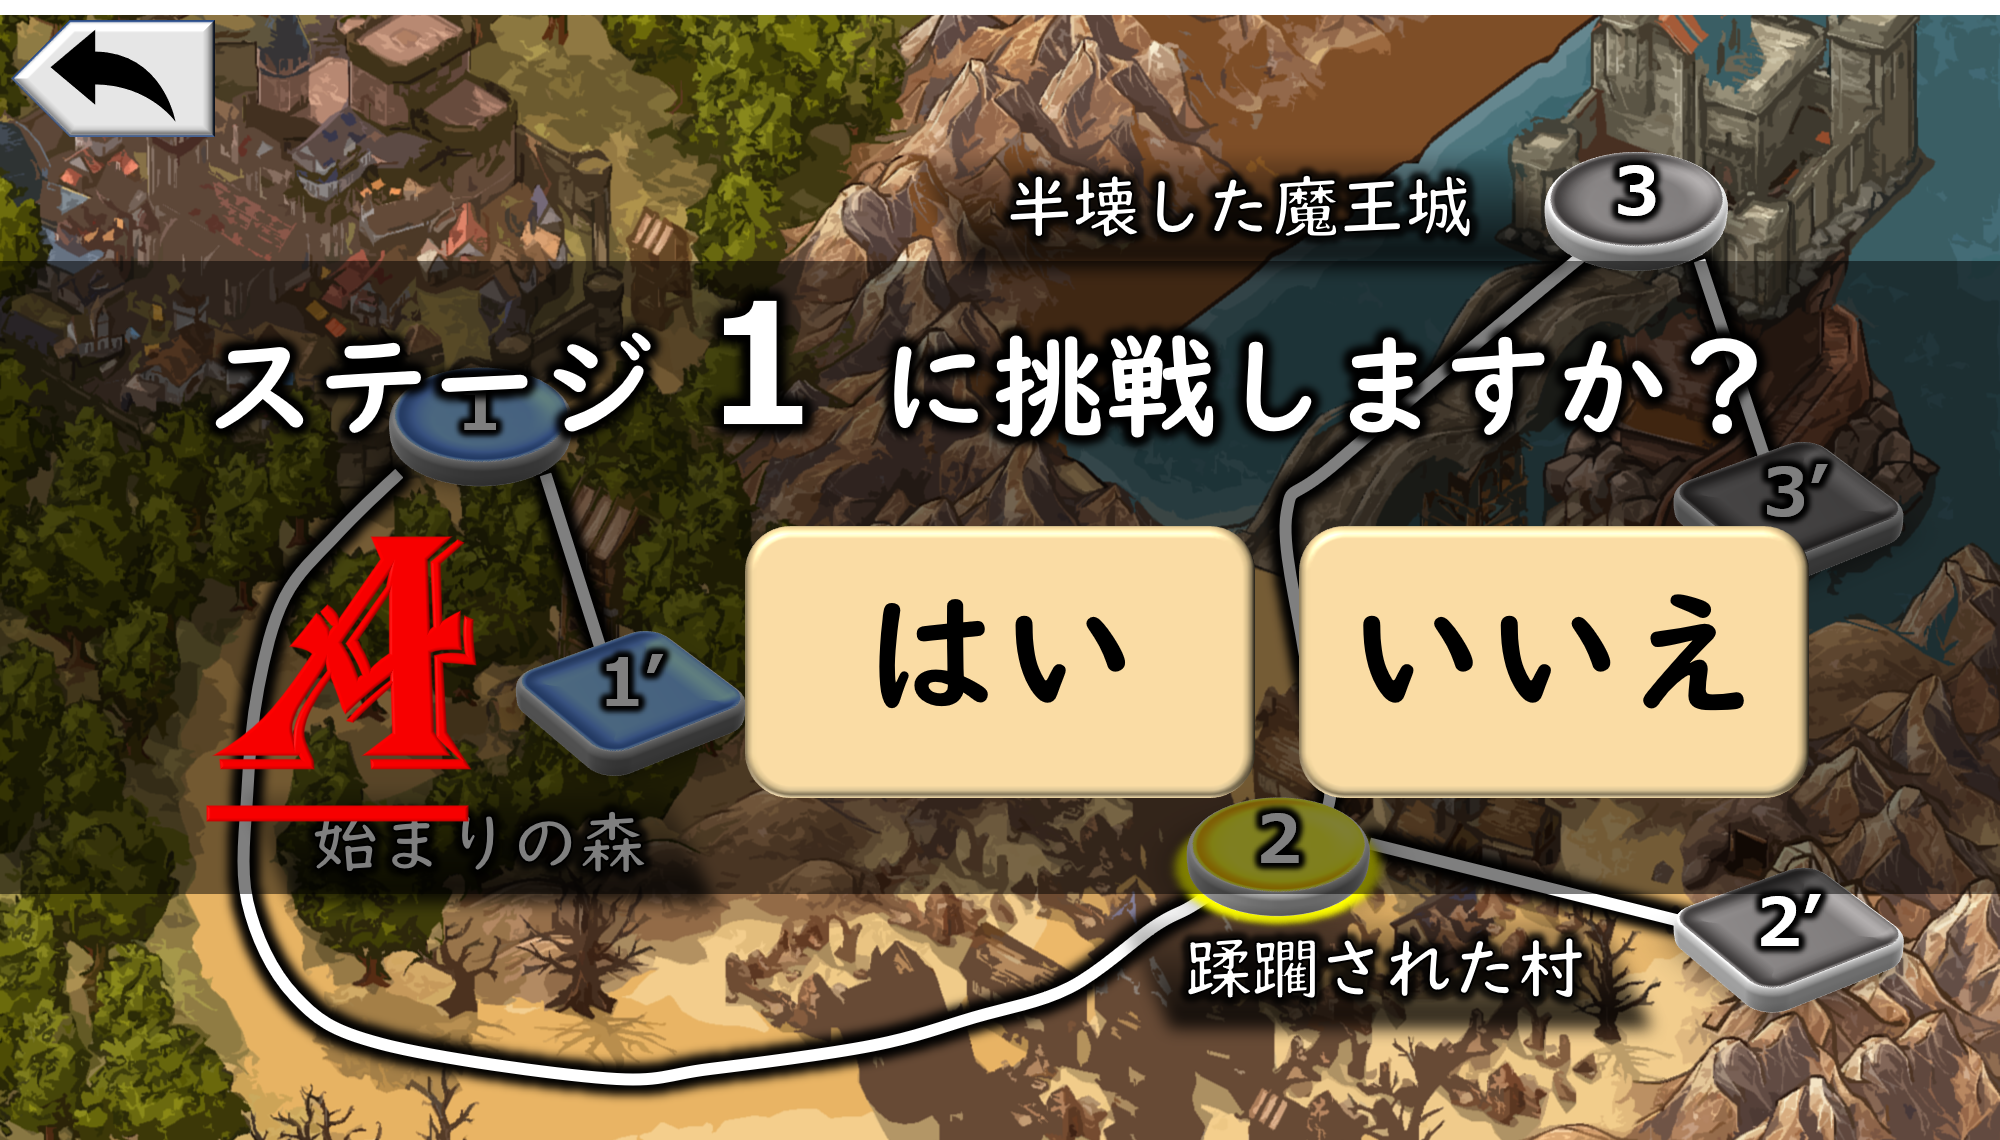 半壊した魔王城
3
ステージ 1 に挑戦しますか？
1
3′
A
1′
はい
いいえ
始まりの森
2
2′
蹂躙された村